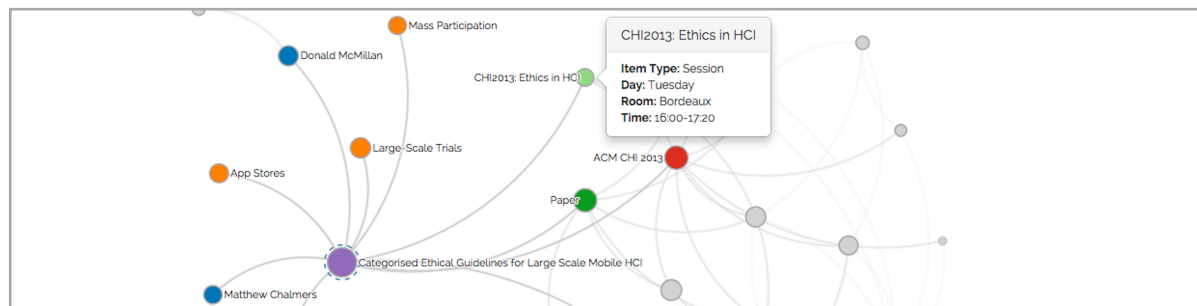 Mass Participation
Donald McMillan
CHI2013: Ethics in HCI
CHI2013: Ethics in HCI
Item Type: Session
Day: Tuesday
Room: Bordeaux
Time: 16:00-17:20
Large-Scale Trials
ACM CHI 2013
App Stores
Paper
Categorised Ethical Guidelines for Large Scale Mobile HCI
Matthew Chalmers